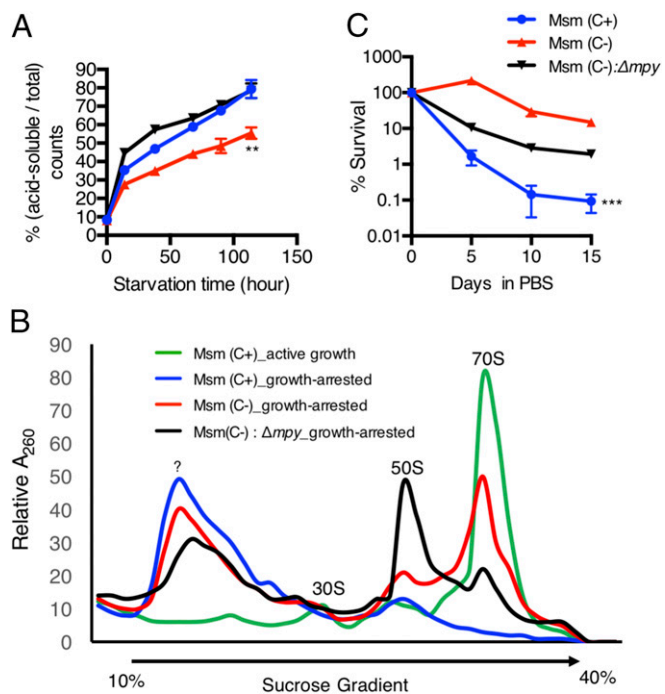 A
% (acid-soluble / total)
counts
90
80
70
60
50
40
30
20
10
0
**
0
50
100
150
Starvation time (hour)
C
Msm (C+)
Msm (C-)
Msm (C-):Δmpy
% Survival
1000
100
10
1
0.1
0.01
***
0
5
10
15
Days in PBS
B
Relative A260
90
80
70
60
50
40
30
20
10
0
Msm (C+)_active growth
Msm (C+)_growth-arrested
Msm (C-)_growth-arrested
Msm(C-) : Δmpy_growth-arrested
?
30S
50S
70S
10%
Sucrose Gradient
40%